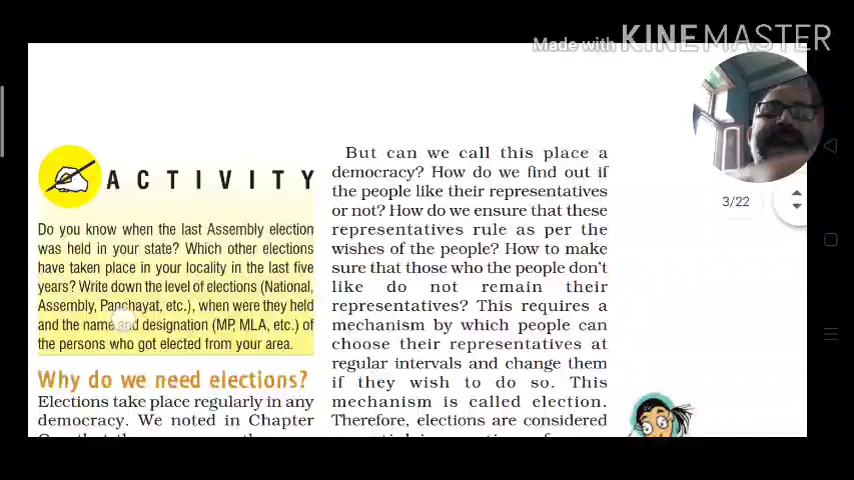 Made with KINEMASTER
3/22
ACTIVITY
Do you know when the last Assembly election
was held in your state? Which other elections
have taken place in your locality in the last five
years? Write down the level of elections (National,
Assembly, Panchayat, etc.), when were they held
and the name and designation (MP, MLA, etc.) of
the persons who got elected from your area.
Why do we need elections?
Elections take place regularly in any
democracy. We noted in Chapter
But can we call this place a
democracy? How do we find out if
the people like their representatives
or not? How do we ensure that these
representatives rule as per the
wishes of the people? How to make
sure that those who the people don't
like do not remain their
representatives? This requires a
mechanism by which people can
choose their representatives at
regular intervals and change them
if they wish to do so. This
mechanism is called election.
Therefore, elections are considered